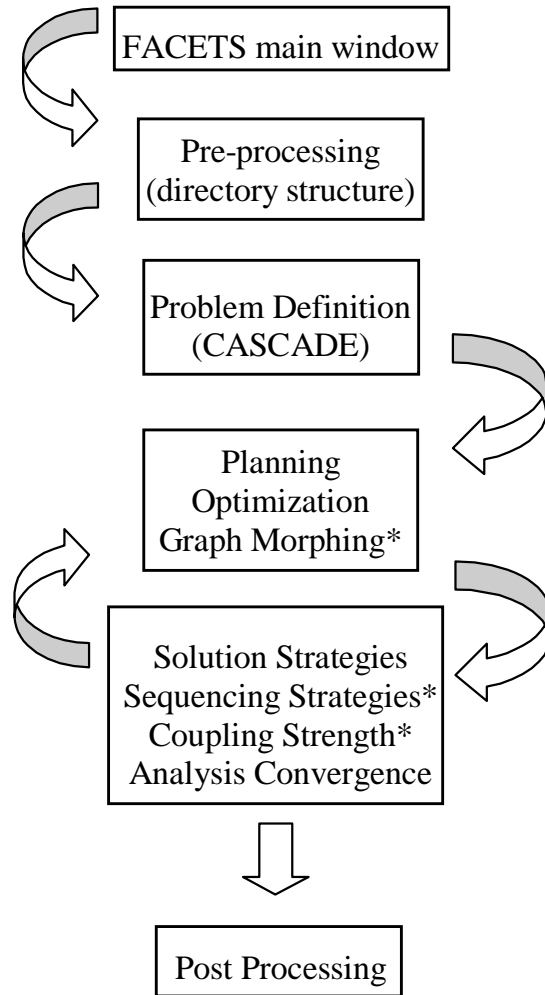 FACETS main window
Pre-processing
(directory structure)
Problem Definition
(CASCADE)
Planning
Optimization
Graph Morphing*
Solution Strategies
Sequencing Strategies*
Coupling Strength*
Analysis Convergence
Post Processing